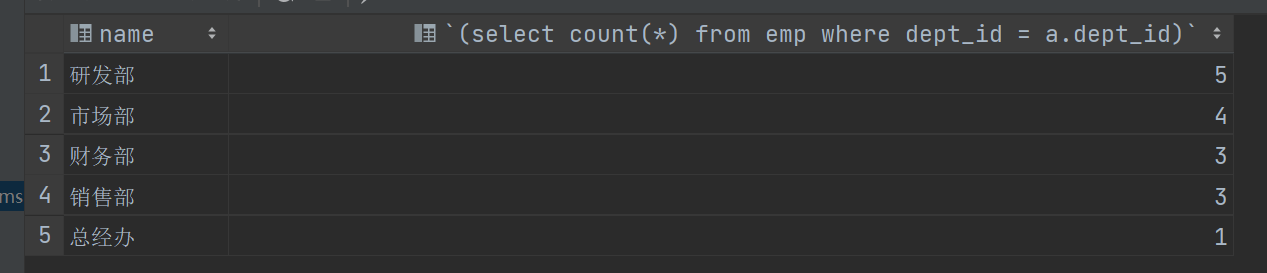 name `(select count(*) from emp where dept_id = a.dept_id)`
1 研发部 5
2 市场部 4
3 财务部 3
ms
4 销售部 3
5 总经办 1